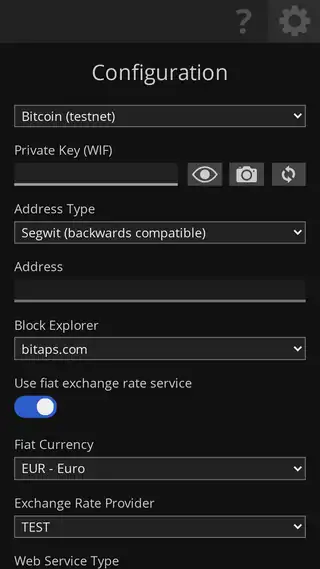 ?
Configuration
Bitcoin (testnet)
Private Key (WIF)
Address Type
Segwit (backwards compatible)
Address
Block Explorer
bitaps.com
Use fiat exchange rate service
Fiat Currency
EUR - Euro
Exchange Rate Provider
TEST
Web Service Type